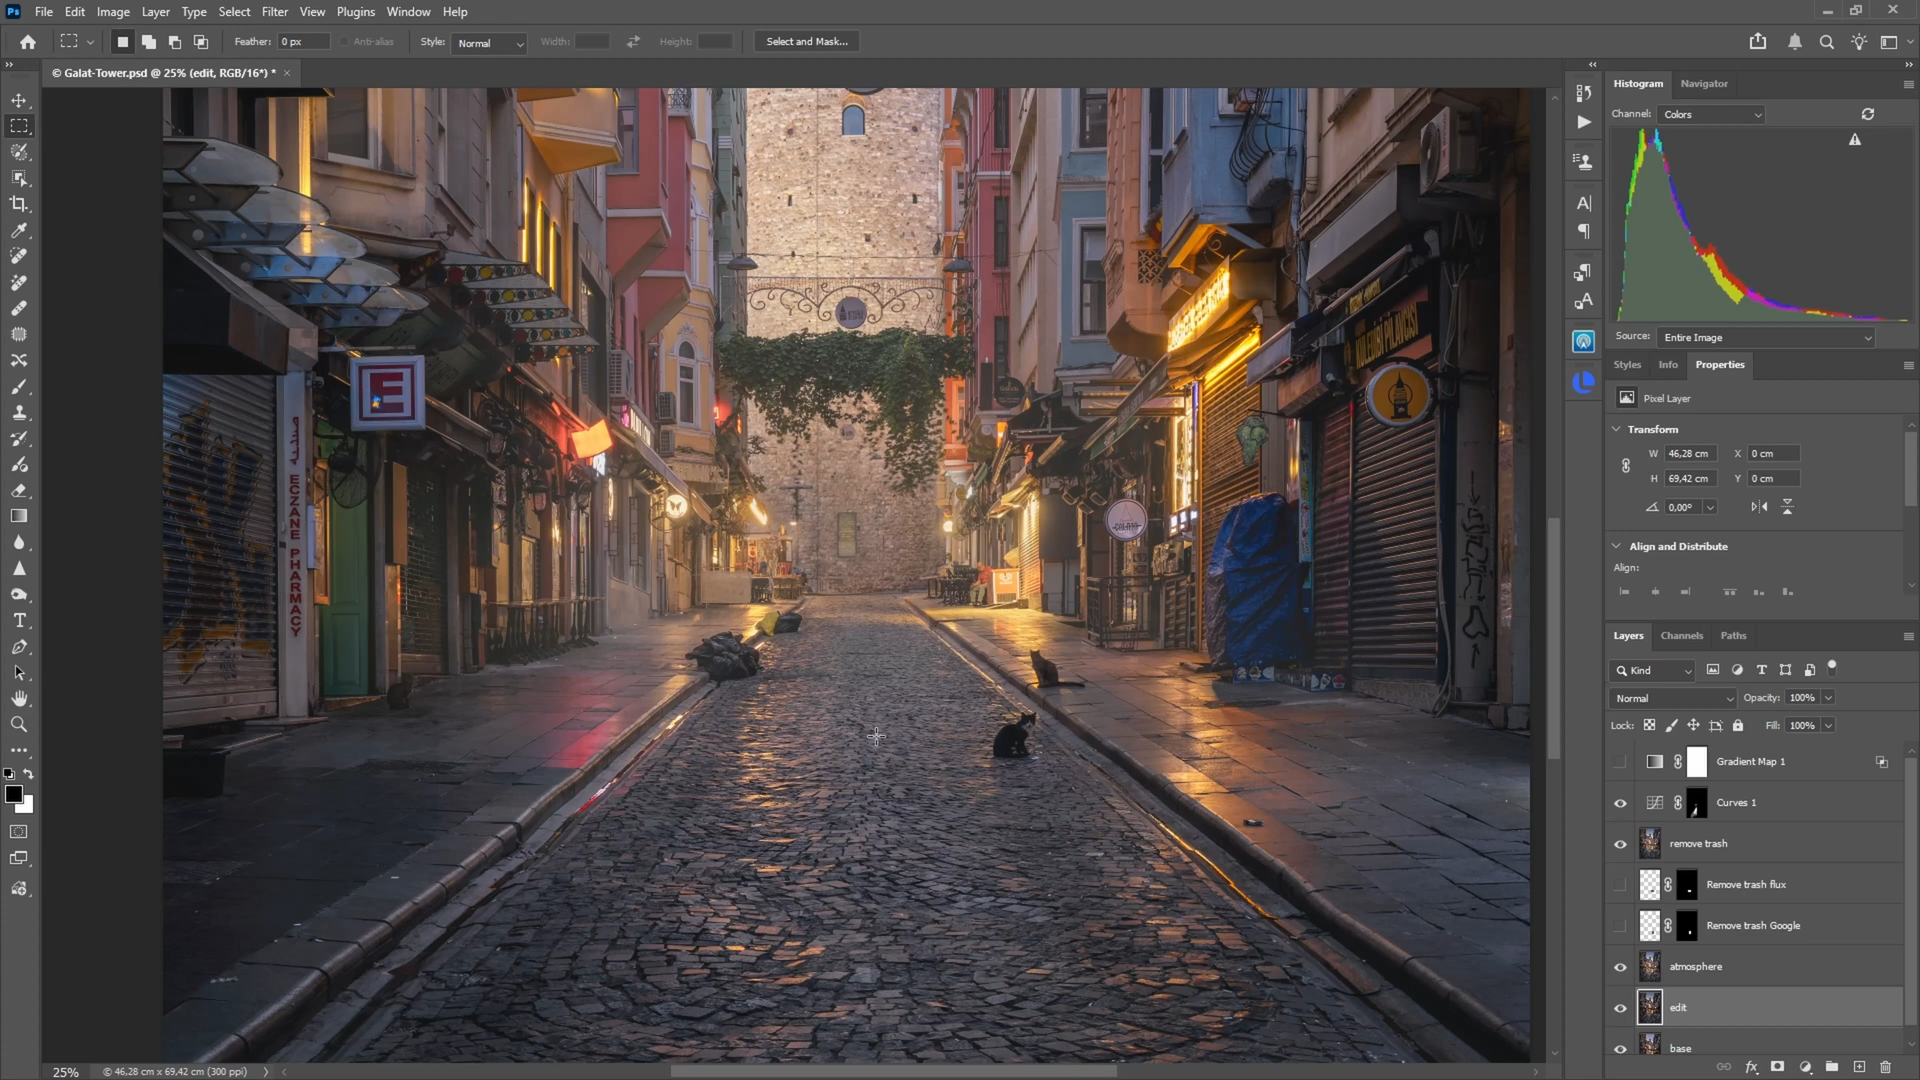 Ps File Edit Image Layer Type Select Filter View Plugins Window Help
Feather: 0 px Anti-alias Style: Normal Width: Height: Select and Mask...
© Galat-Tower.psd @ 25% (edit, RGB/16*) * ×
Histogram Navigator
Channel: Colors
Source: Entire Image
Styles Info Properties
Pixel Layer
Transform
W 46,28 cm X 0 cm
H 69,42 cm Y 0 cm
0,00°
Align and Distribute
Align:
Layers Channels Paths
Kind
Normal Opacity: 100%
Lock: Fill: 100%
Gradient Map 1
Curves 1
remove trash
Remove trash flux
Remove trash Google
atmosphere
edit
base
E
ECZANE PHARMACY
KULEDİBİ PİLAVCISI
25% © 46,28 cm x 69,42 cm (300 ppi)